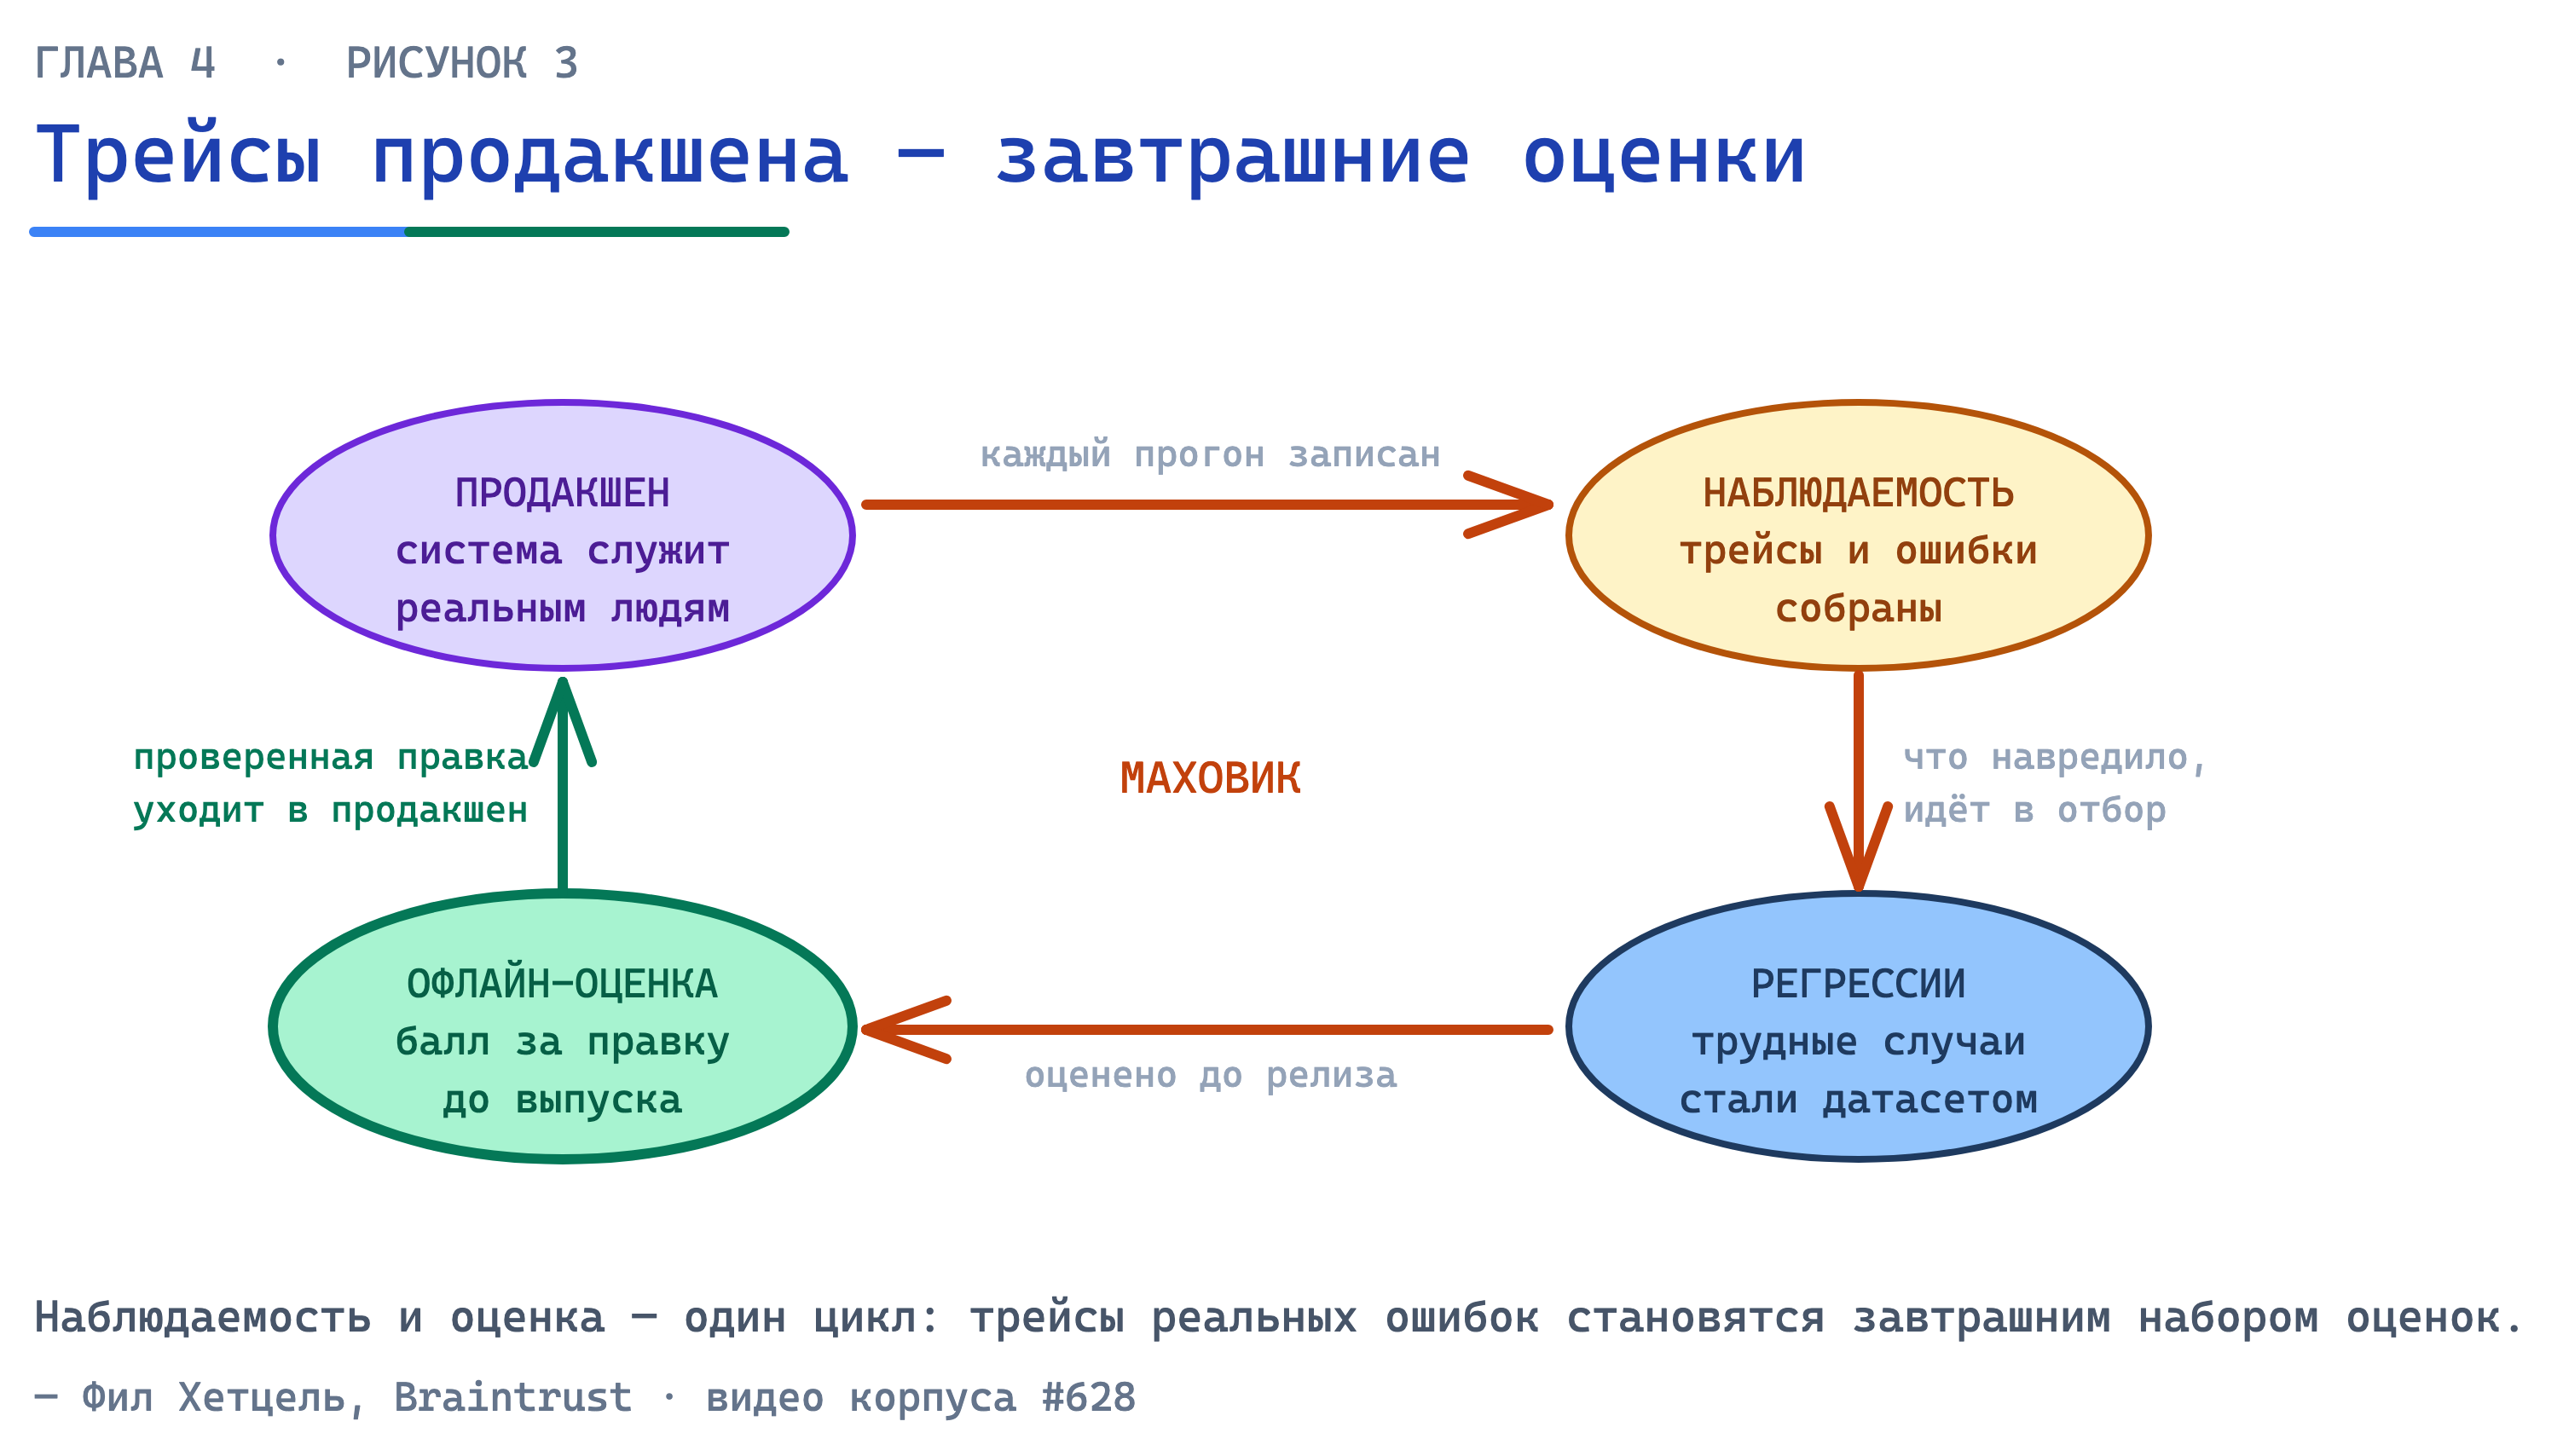 ГЛАВА 4 · РИСУНОК 3
Трейсы продакшена — завтрашние оценки
ПРОДАКШЕН
система служит
реальным людям
каждый прогон записан
НАБЛЮДАЕМОСТЬ
трейсы и ошибки
собраны
проверенная правка
уходит в продакшен
МАХОВИК
что навредило,
идёт в отбор
ОФЛАЙН-ОЦЕНКА
балл за правку
до выпуска
оценено до релиза
РЕГРЕССИИ
трудные случаи
стали датасетом
Наблюдаемость и оценка — один цикл: трейсы реальных ошибок становятся завтрашним набором оценок.
— Фил Хетцель, Braintrust · видео корпуса #628